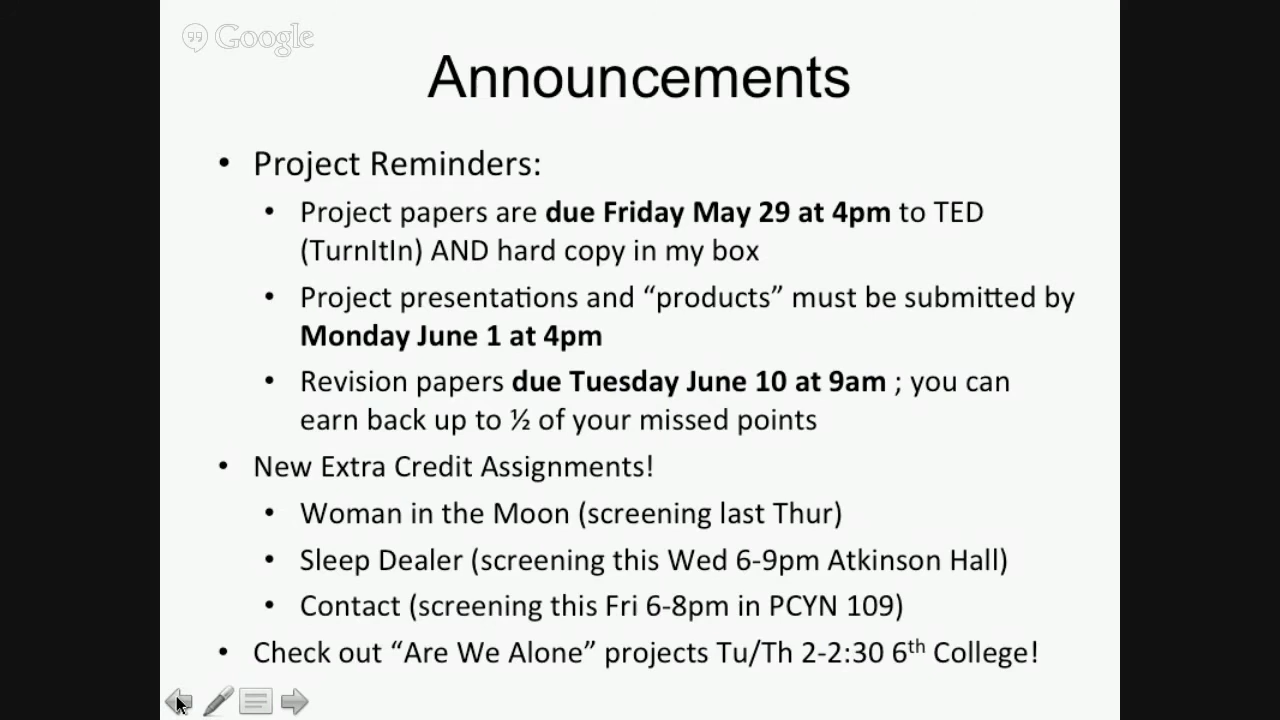 Google
Announcements
• Project Reminders:
• Project papers are due Friday May 29 at 4pm to TED
(TurnItIn) AND hard copy in my box
• Project presentations and “products” must be submitted by
Monday June 1 at 4pm
• Revision papers due Tuesday June 10 at 9am ; you can
earn back up to ½ of your missed points
• New Extra Credit Assignments!
• Woman in the Moon (screening last Thur)
• Sleep Dealer (screening this Wed 6-9pm Atkinson Hall)
• Contact (screening this Fri 6-8pm in PCYN 109)
• Check out “Are We Alone” projects Tu/Th 2-2:30 6th College!